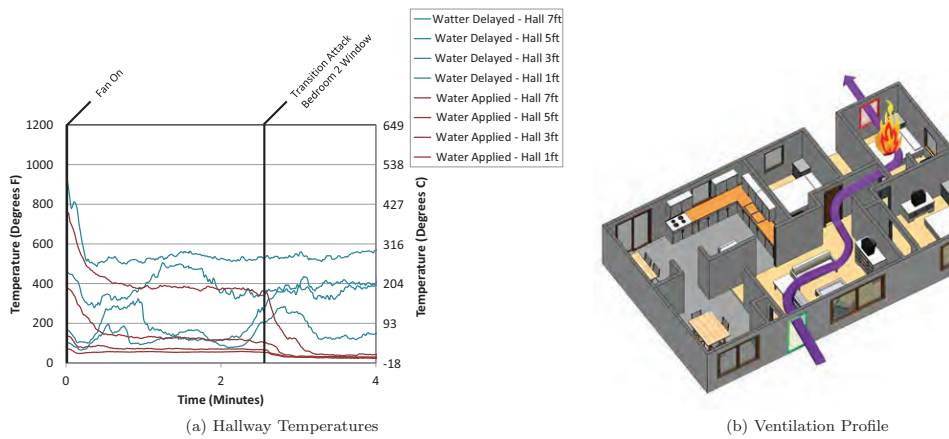 Fan On
Transition Attack
Bedroom 2 Window
Watter Delayed - Hall 7ft
Water Delayed - Hall 5ft
Water Delayed - Hall 3ft
Water Delayed - Hall 1ft
Water Applied - Hall 7ft
Water Applied - Hall 5ft
Water Applied - Hall 3ft
Water Applied - Hall 1ft
Temperature (Degrees F)
1200
1000
800
600
400
200
0
649
538
427
316
204
93
-18
Temperature (Degrees C)
0
2
4
Time (Minutes)
(a) Hallway Temperatures
(b) Ventilation Profile